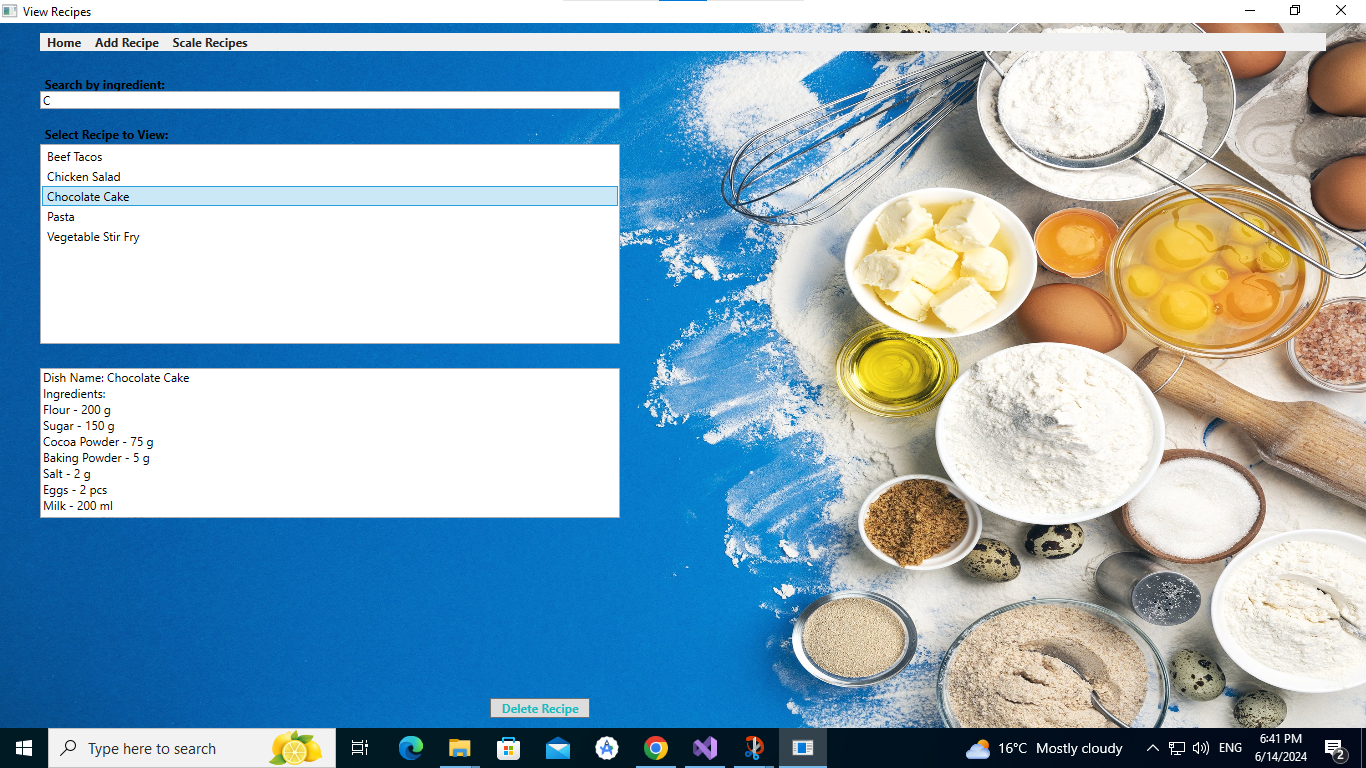 View Recipes
Home Add Recipe Scale Recipes
Search by ingredient:
C
Select Recipe to View:
Beef Tacos
Chicken Salad
Chocolate Cake
Pasta
Vegetable Stir Fry
Dish Name: Chocolate Cake
Ingredients:
Flour - 200 g
Sugar - 150 g
Cocoa Powder - 75 g
Baking Powder - 5 g
Salt - 2 g
Eggs - 2 pcs
Milk - 200 ml
Delete Recipe
Type here to search
16°C Mostly cloudy
ENG
6:41 PM
6/14/2024
2